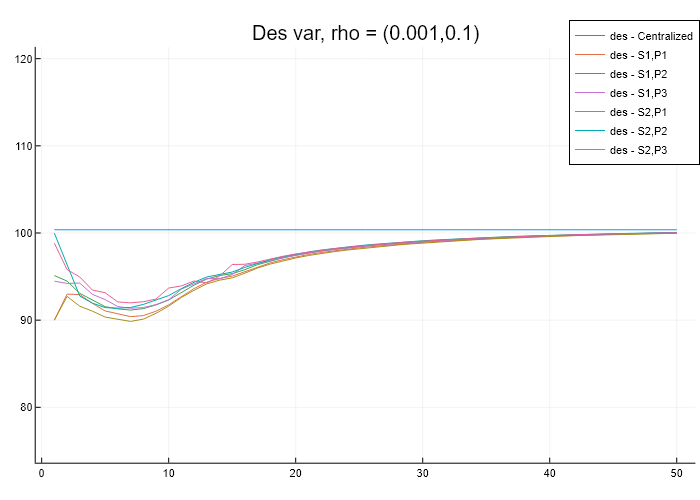 Des var, rho = (0.001,0.1)
des - Centralized
des - S1,P1
des - S1,P2
des - S1,P3
des - S2,P1
des - S2,P2
des - S2,P3
120
110
100
90
80
0 10 20 30 40 50